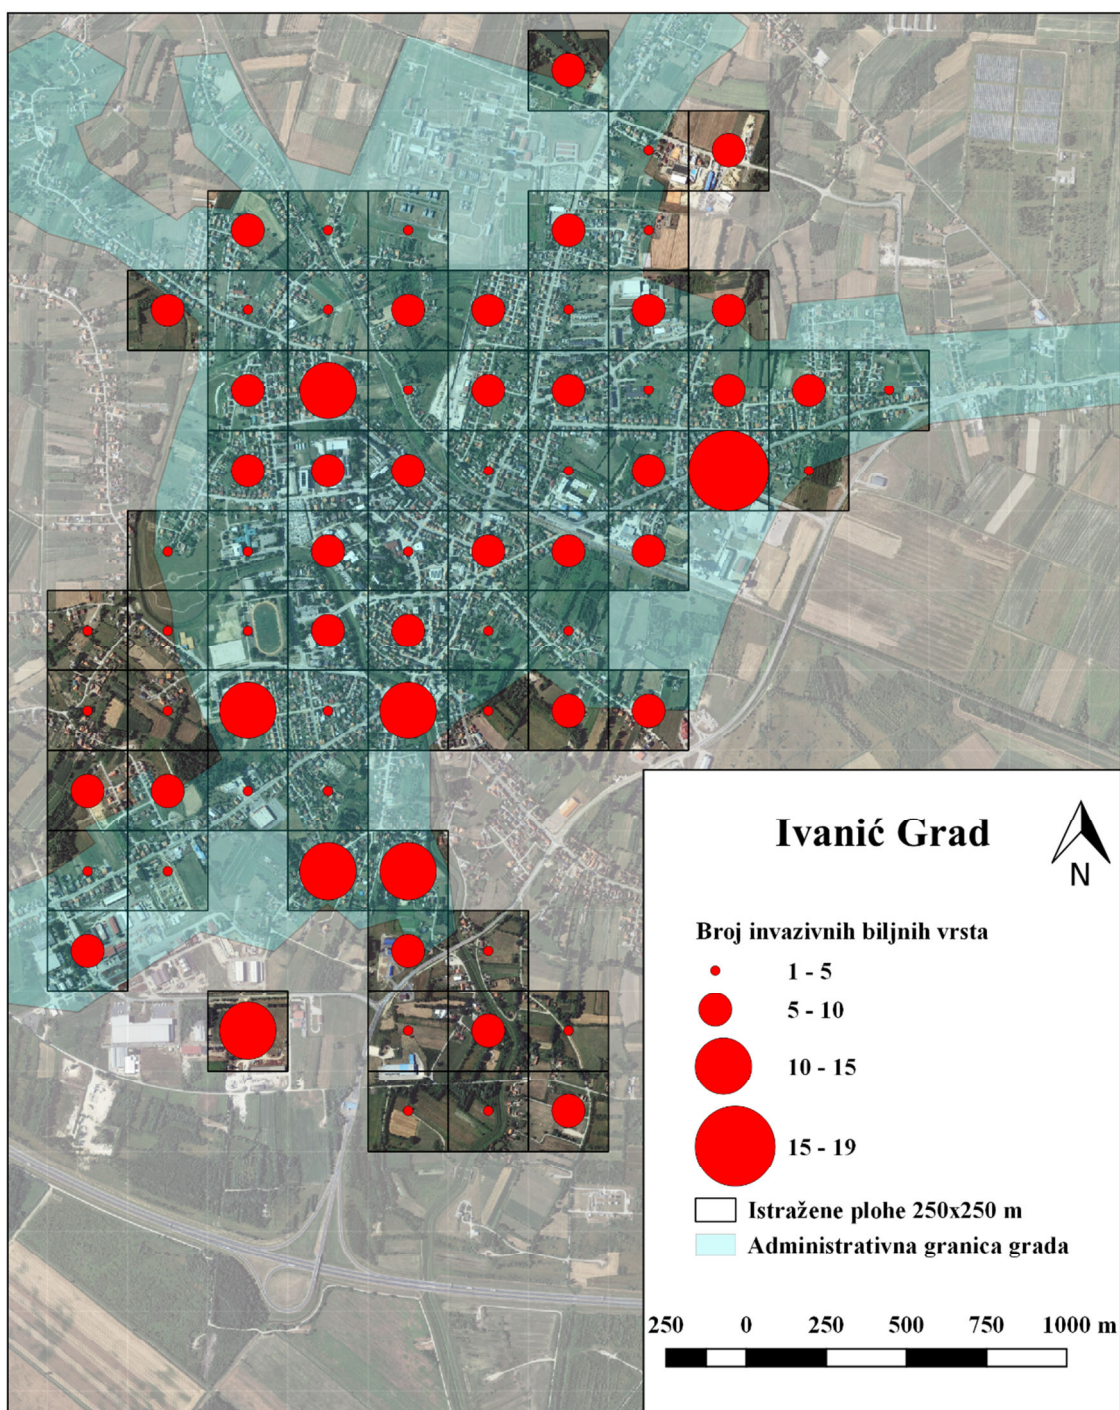 Ivanić Grad
N
Broj invazivnih biljnih vrsta
1 - 5
5 - 10
10 - 15
15 - 19
Istražene plohe 250x250 m
Administrativna granica grada
250 0 250 500 750 1000 m